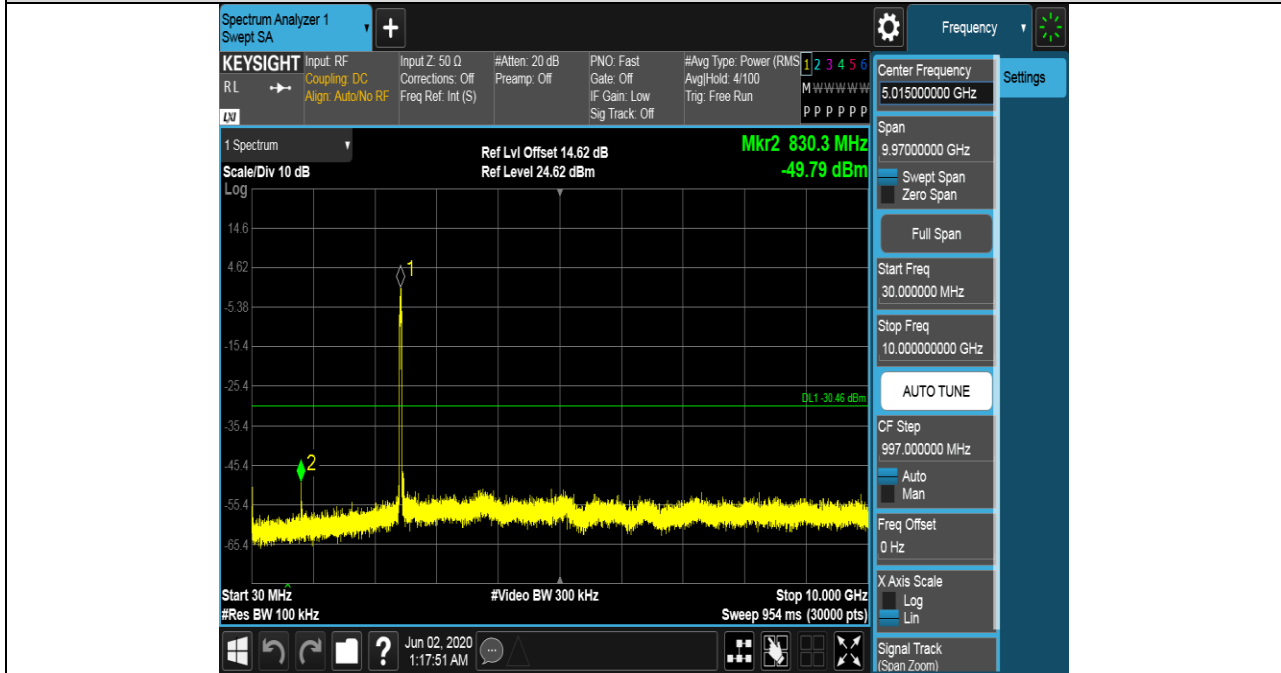 Spectrum Analyzer 1
Swept SA
+
Frequency
KEYSIGHT
RL
LXI
Input: RF
Coupling: DC
Align: Auto/No RF
Input Z: 50 Ω
Corrections: Off
Freq Ref: Int (S)
#Atten: 20 dB
Preamp: Off
PNO: Fast
Gate: Off
IF Gain: Low
Sig Track: Off
#Avg Type: Power (RMS
Avg|Hold: 4/100
Trig: Free Run
1 2 3 4 5 6
M W W W W W
P P P P P P
1 Spectrum
Scale/Div 10 dB
Log
Ref Lvl Offset 14.62 dB
Ref Level 24.62 dBm
Mkr2 830.3 MHz
-49.79 dBm
14.6
4.62
-5.38
-15.4
-25.4
-35.4
-45.4
-55.4
-65.4
1
2
DL1 -30.46 dBm
Start 30 MHz
#Res BW 100 kHz
#Video BW 300 kHz
Stop 10.000 GHz
Sweep 954 ms (30000 pts)
Center Frequency
5.015000000 GHz
Span
9.97000000 GHz
Swept Span
Zero Span
Full Span
Start Freq
30.000000 MHz
Stop Freq
10.000000000 GHz
AUTO TUNE
CF Step
997.000000 MHz
Auto
Man
Freq Offset
0 Hz
X Axis Scale
Log
Lin
Signal Track
(Span Zoom)
Settings
?
Jun 02, 2020
1:17:51 AM